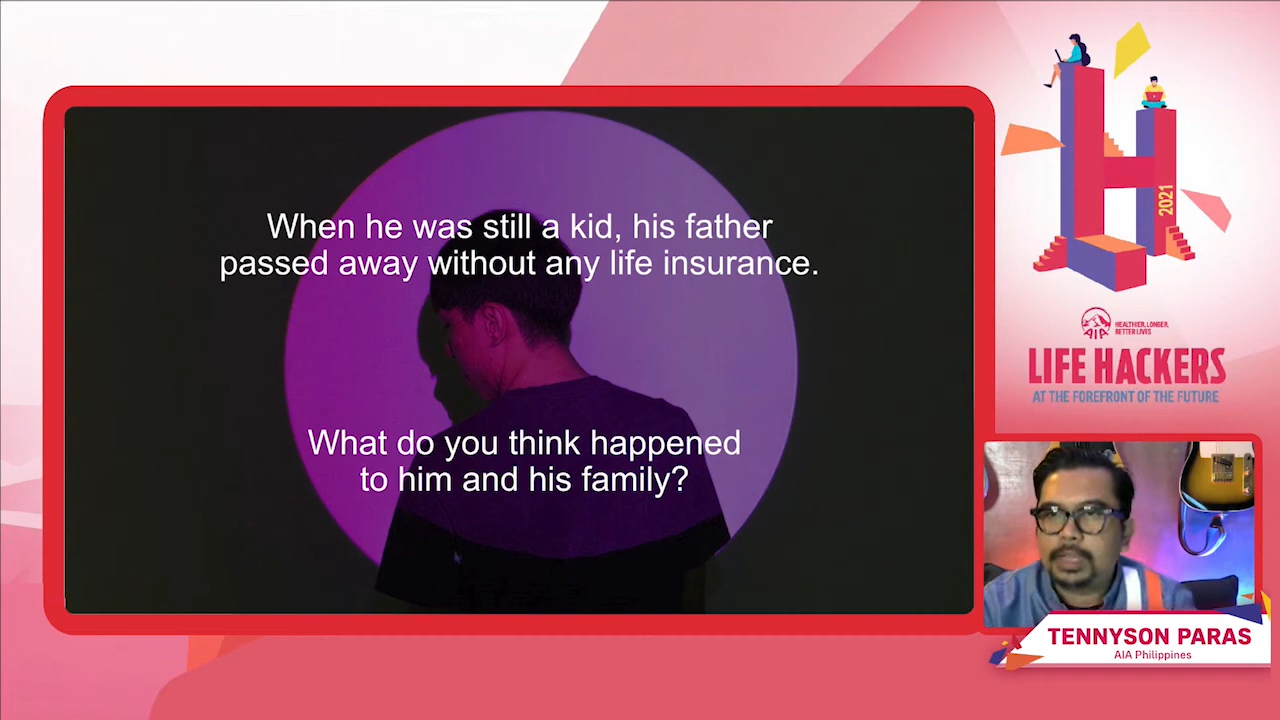 When he was still a kid, his father
passed away without any life insurance.
What do you think happened
to him and his family?
2021
AIA
HEALTHIER, LONGER,
BETTER LIVES
LIFE HACKERS
AT THE FOREFRONT OF THE FUTURE
TENNYSON PARAS
AIA Philippines